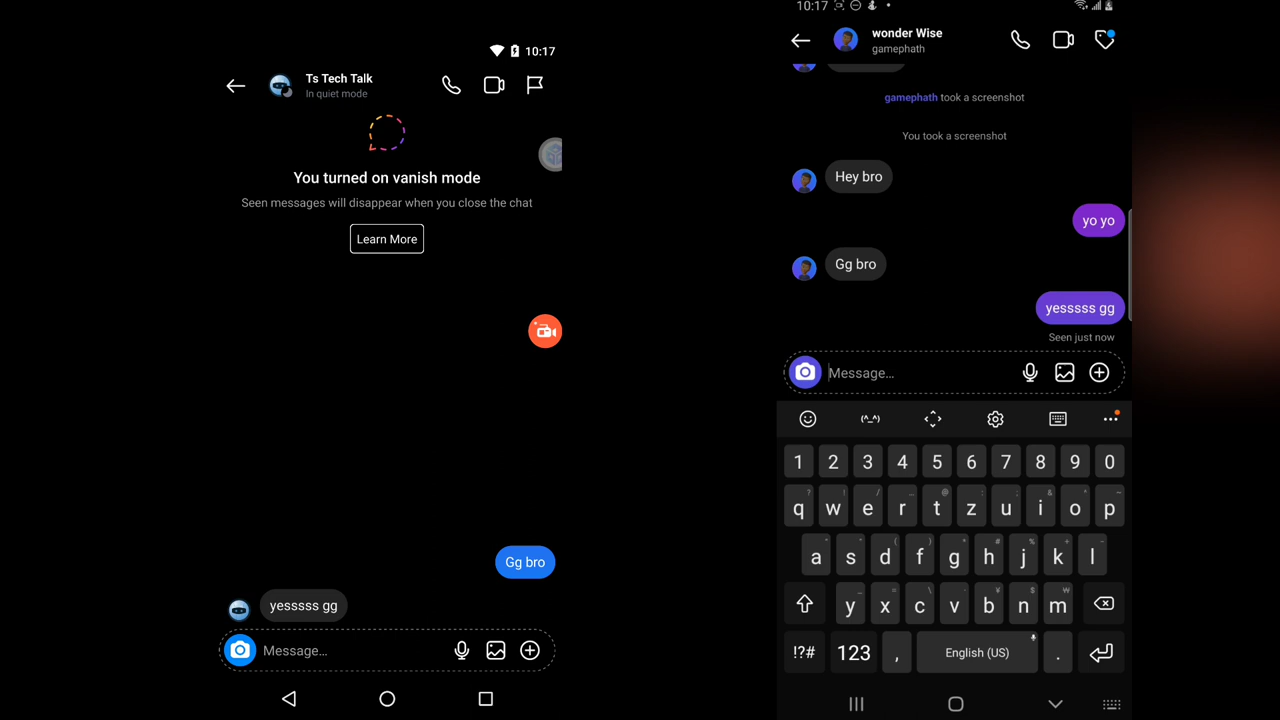 10:17
Ts Tech Talk
In quiet mode
You turned on vanish mode
Seen messages will disappear when you close the chat
Learn More
Gg bro
yesssss gg
Message...
10:17
wonder Wise
gamephath
gamephath took a screenshot
You took a screenshot
Hey bro
yo yo
Gg bro
yesssss gg
Seen just now
Message...
(^_^)
1 2 3 4 5 6 7 8 9 0
q w e r t z u i o p
a s d f g h j k l
y x c v b n m
!?# 123 , English (US) .